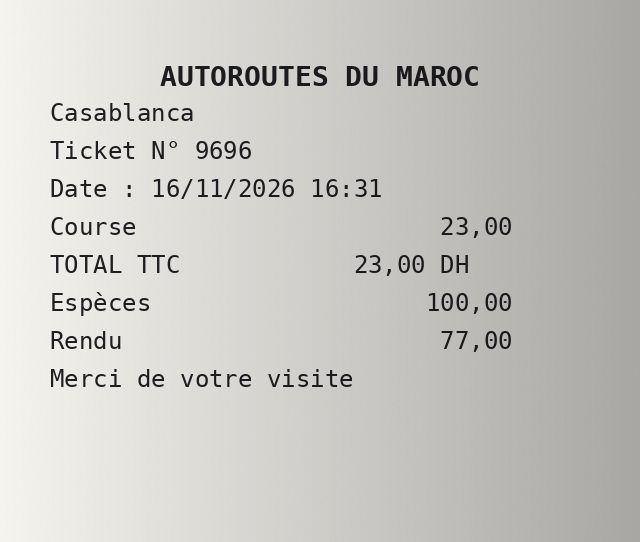 AUTOROUTES DU MAROC
Casablanca
Ticket N° 9696
Date : 16/11/2026 16:31
Course 23,00
TOTAL TTC 23,00 DH
Espèces 100,00
Rendu 77,00
Merci de votre visite